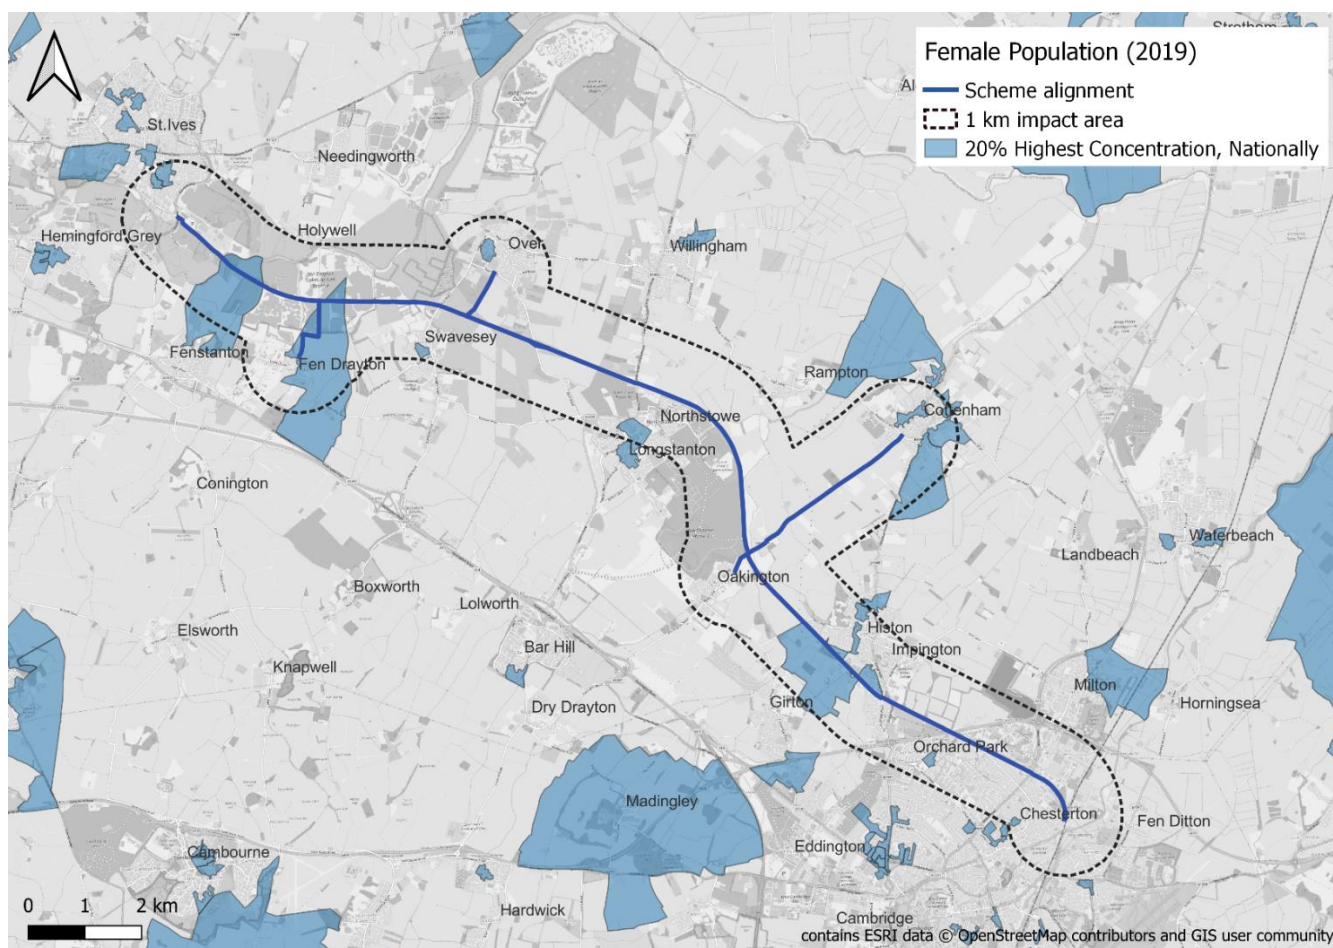 Stretham
Female Population (2019)
Scheme alignment
1 km impact area
20% Highest Concentration, Nationally
St.Ives
Needingworth
Hemingford Grey
Holywell
Over
Willingham
Swavesey
Fenstanton
Fen Drayton
Rampton
Cottenham
Northstowe
Longstanton
Conington
Waterbeach
Landbeach
Oakington
Boxworth
Lolworth
Elsworth
Histon
Bar Hill
Impington
Knapwell
Milton
Girton
Horningsea
Dry Drayton
Orchard Park
Madingley
Chesterton
Fen Ditton
Eddington
Cambourne
0 1 2 km
Hardwick
Cambridge
contains ESRI data © OpenStreetMap contributors and GIS user community